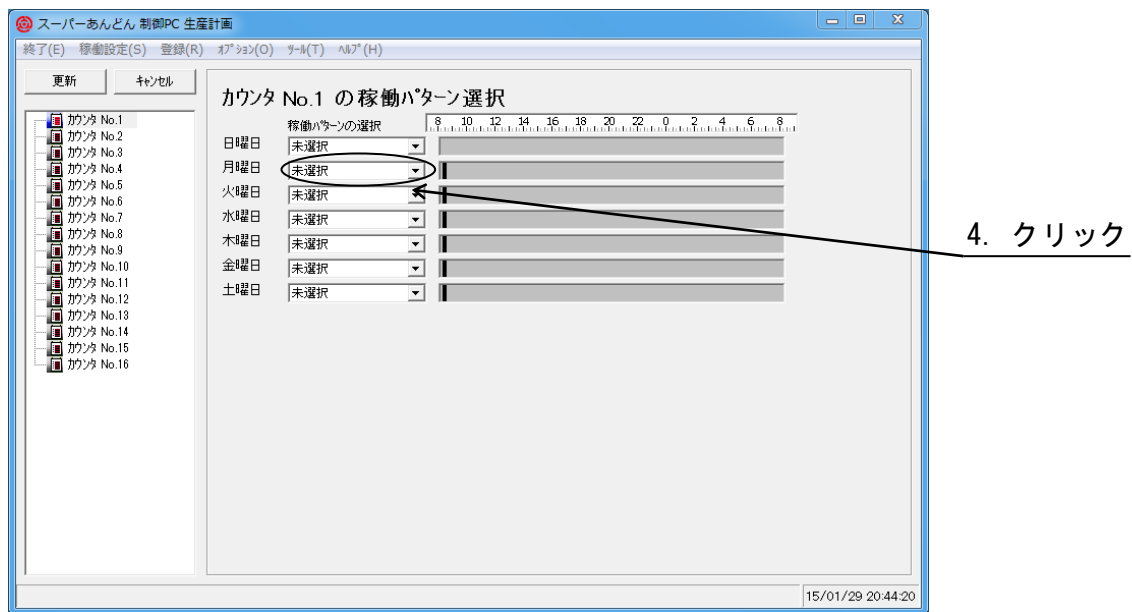 スーパーあんどん 制御PC 生産計画
終了(E) 稼働設定(S) 登録(R) ｵﾌﾟｼｮﾝ(O) ﾂｰﾙ(T) ﾍﾙﾌﾟ(H)
更新 ｷｬﾝｾﾙ
ｶｳﾝﾀ No.1 の稼働ﾊﾟﾀｰﾝ選択
稼働ﾊﾟﾀｰﾝの選択 8 10 12 14 16 18 20 22 0 2 4 6 8
日曜日 未選択
月曜日 未選択
火曜日 未選択
水曜日 未選択
木曜日 未選択
金曜日 未選択
土曜日 未選択
ｶｳﾝﾀ No.1
ｶｳﾝﾀ No.2
ｶｳﾝﾀ No.3
ｶｳﾝﾀ No.4
ｶｳﾝﾀ No.5
ｶｳﾝﾀ No.6
ｶｳﾝﾀ No.7
ｶｳﾝﾀ No.8
ｶｳﾝﾀ No.9
ｶｳﾝﾀ No.10
ｶｳﾝﾀ No.11
ｶｳﾝﾀ No.12
ｶｳﾝﾀ No.13
ｶｳﾝﾀ No.14
ｶｳﾝﾀ No.15
ｶｳﾝﾀ No.16
4. クリック
15/01/29 20:44:20